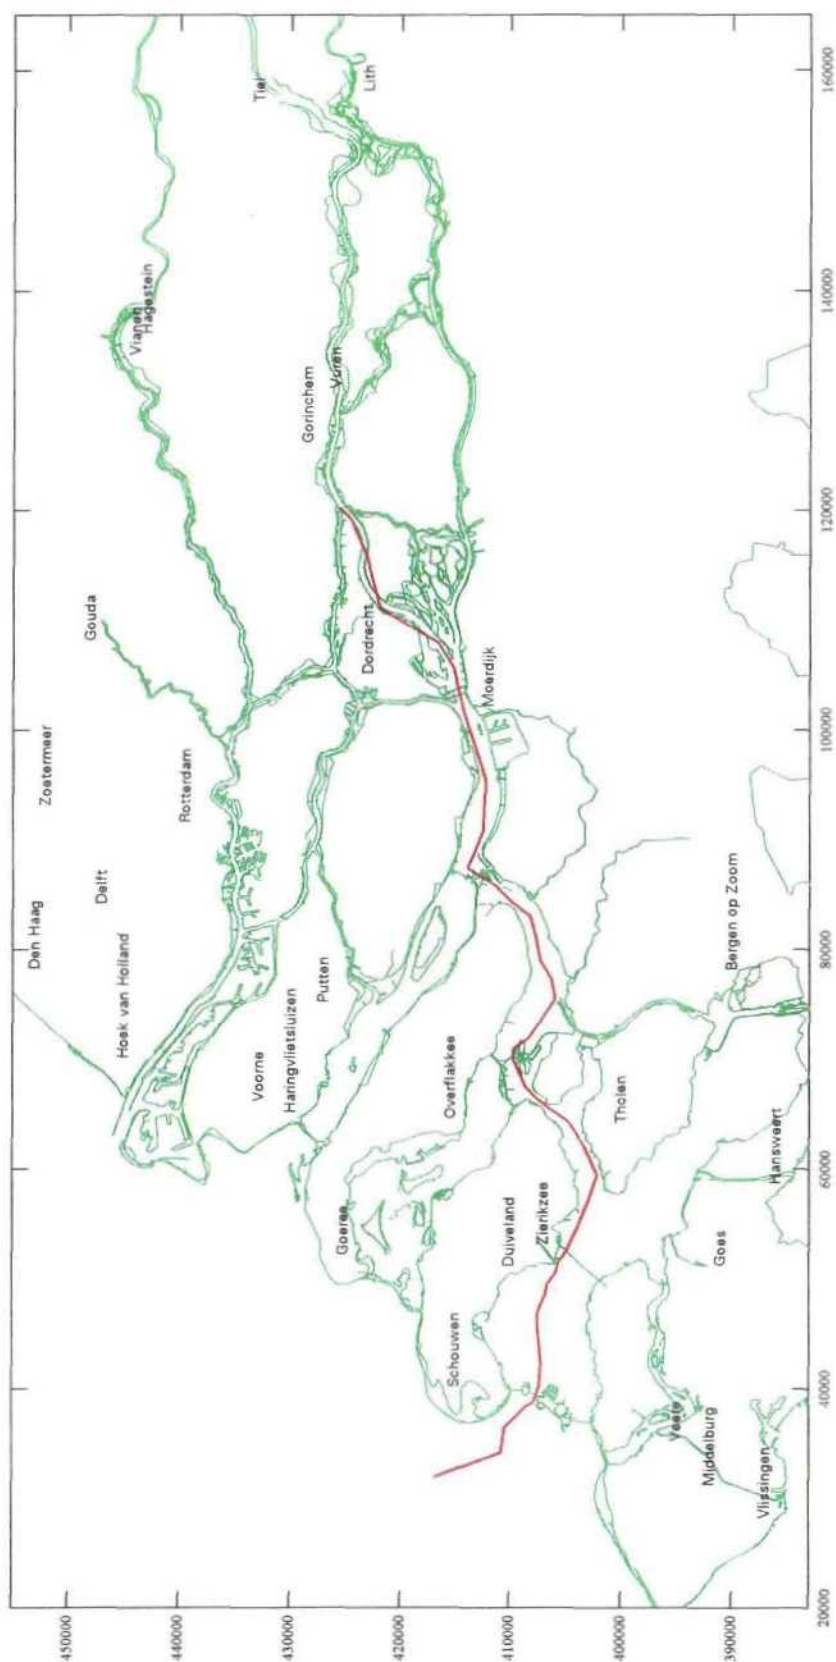 Tiel
Lith
Vianen
Hagestein
Vuren
Gorinchem
Gouda
Dordrecht
Moerdijk
Zoetermeer
Rotterdam
Delft
Den Haag
Hoek van Holland
Putten
Bergen op Zoom
Voorne
Haringvlietsluizen
Overflakkee
Tholen
Hansweert
Goeree
Duiveland
Zierikzee
Goes
Schouwen
Veere
Middelburg
Vlissingen
450000
440000
430000
420000
410000
400000
390000
20000
40000
60000
80000
100000
120000
140000
160000